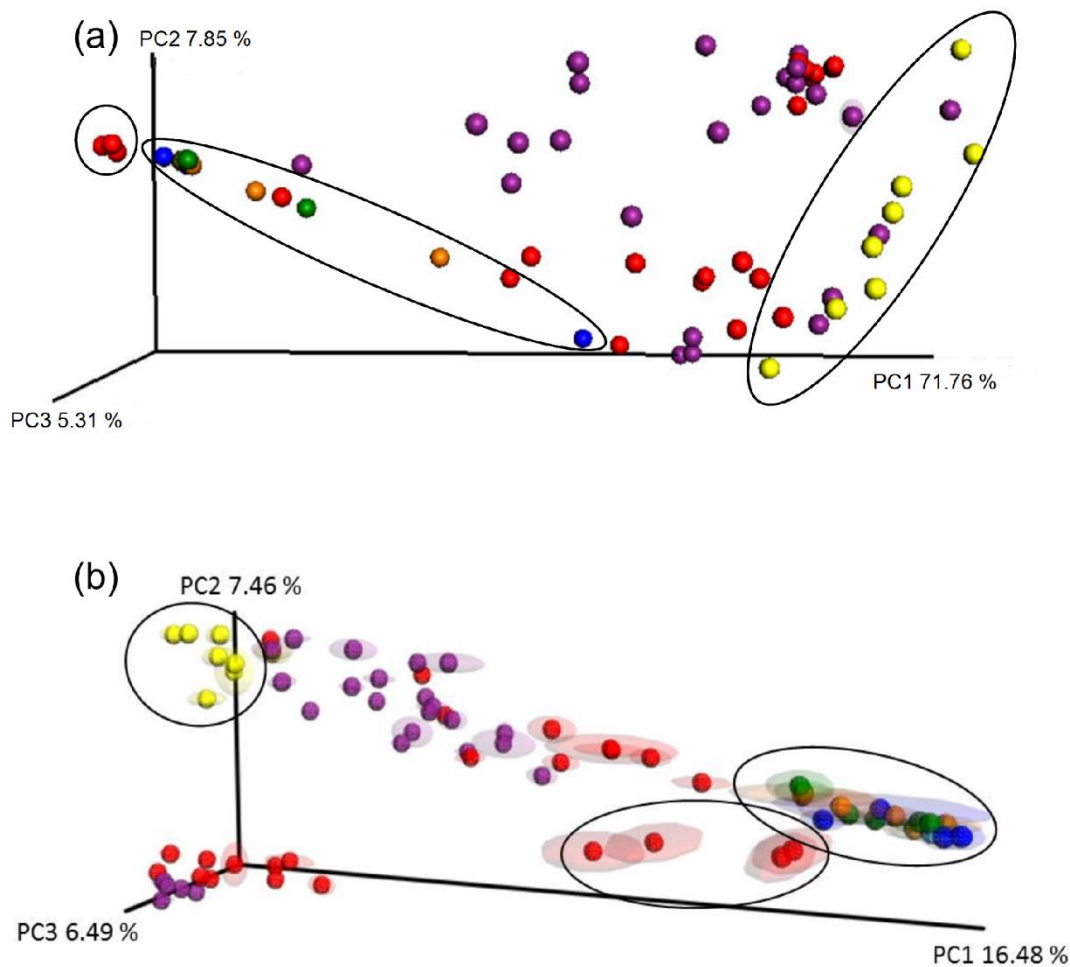 (a)
PC2 7.85 %
PC1 71.76 %
PC3 5.31 %
(b)
PC2 7.46 %
PC3 6.49 %
PC1 16.48 %